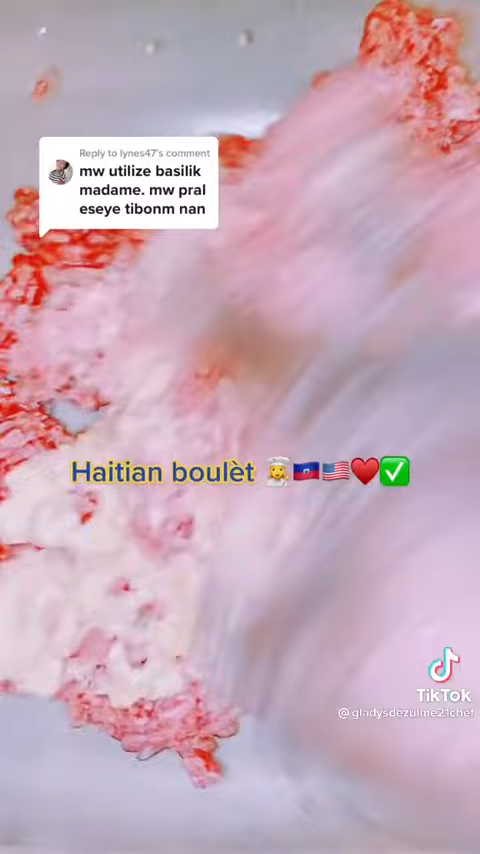 Reply to lynes47's comment
mw utilize basilik
madame. mw pral
eseye tibonm nan
Haitian boulèt 👩‍🍳🇭🇹🇺🇸❤️✅
TikTok
@gladysdezulme21chef